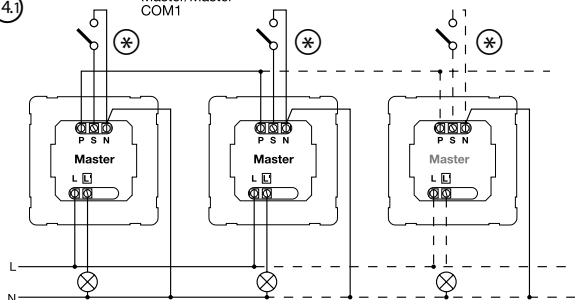 4.1
Master/Master
COM1
* * *
P S N P S N P S N
Master Master Master
L L' L L' L L'
L
N